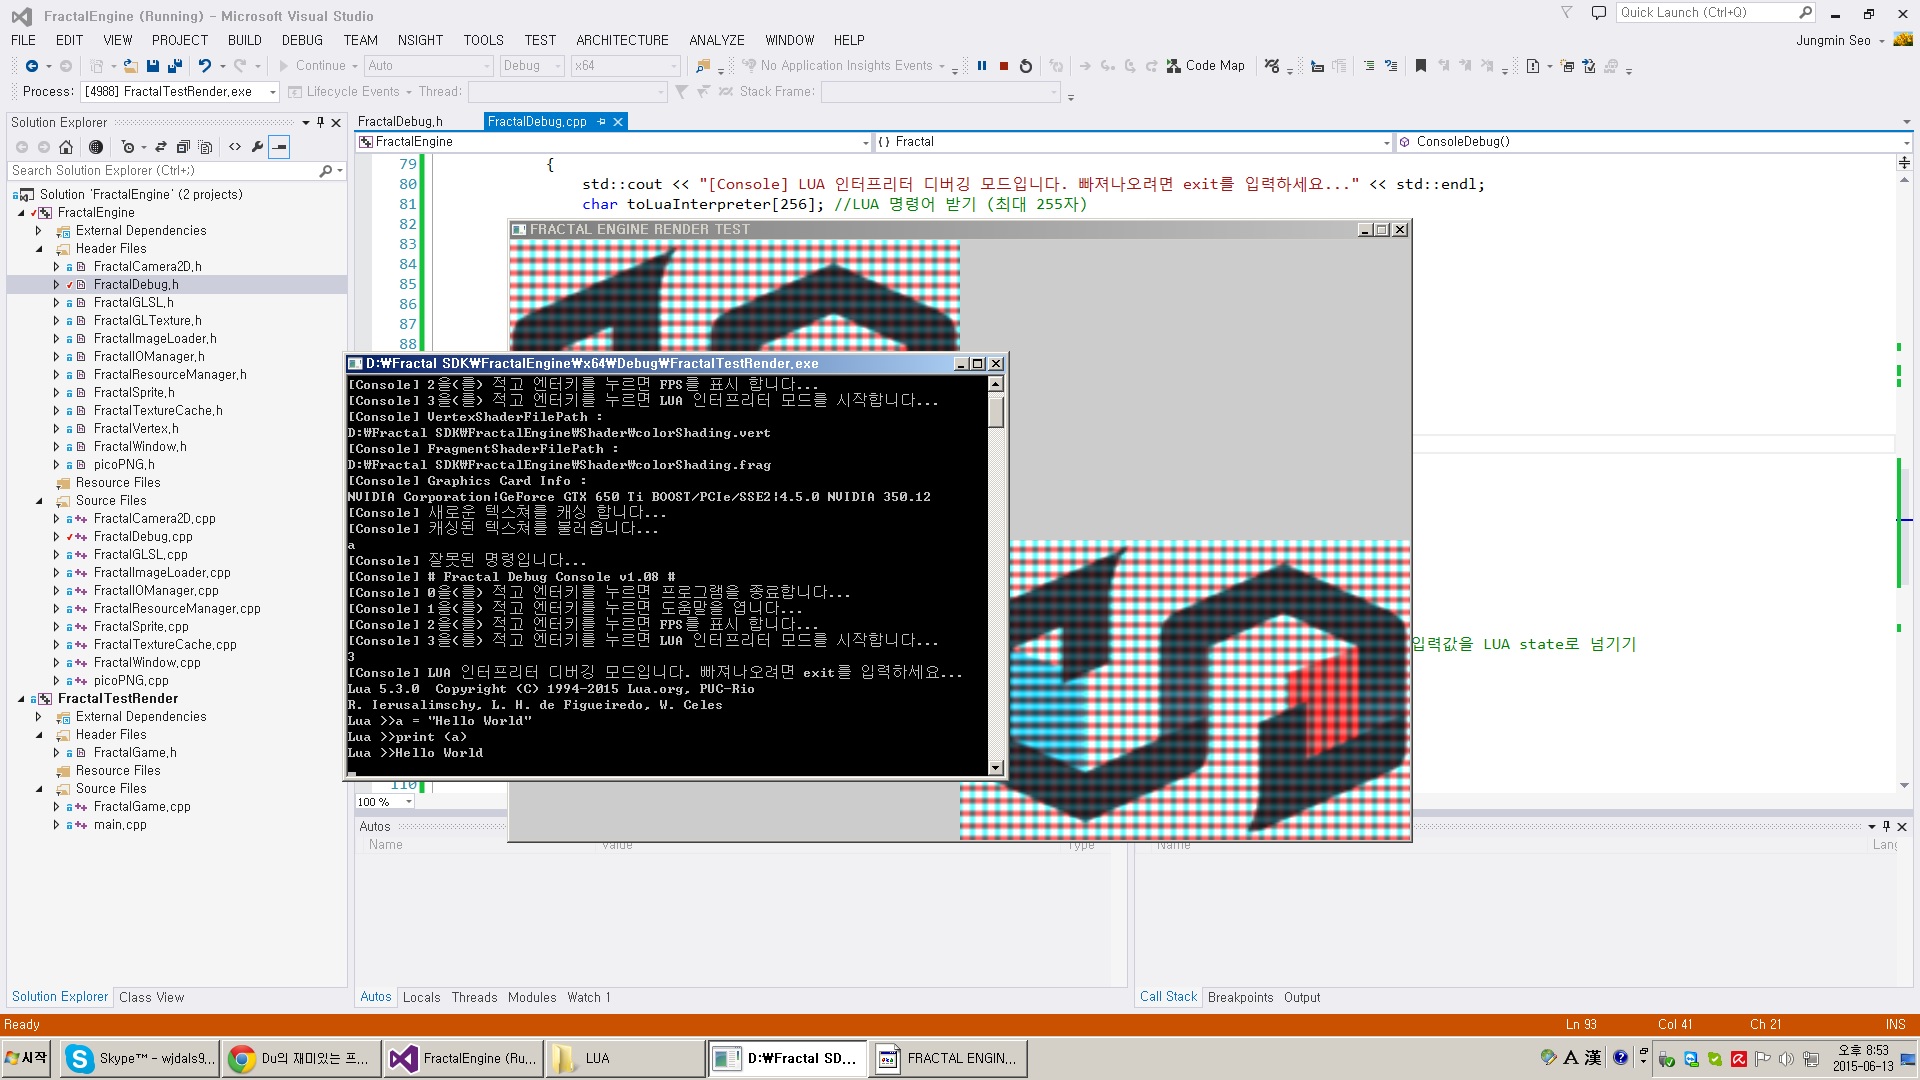 FractalEngine (Running) - Microsoft Visual Studio
Quick Launch (Ctrl+Q)
FILE EDIT VIEW PROJECT BUILD DEBUG TEAM NSIGHT TOOLS TEST ARCHITECTURE ANALYZE WINDOW HELP
Jungmin Seo
Continue Auto Debug x64 No Application Insights Events Code Map
Process: [4988] FractalTestRender.exe Lifecycle Events Thread: Stack Frame:
Solution Explorer
Search Solution Explorer (Ctrl+;)
Solution 'FractalEngine' (2 projects)
FractalEngine
External Dependencies
Header Files
FractalCamera2D.h
FractalDebug.h
FractalGLSL.h
FractalGLTexture.h
FractalImageLoader.h
FractalIOManager.h
FractalResourceManager.h
FractalSprite.h
FractalTextureCache.h
FractalVertex.h
FractalWindow.h
picoPNG.h
Resource Files
Source Files
FractalCamera2D.cpp
FractalDebug.cpp
FractalGLSL.cpp
FractalImageLoader.cpp
FractalIOManager.cpp
FractalResourceManager.cpp
FractalSprite.cpp
FractalTextureCache.cpp
FractalWindow.cpp
picoPNG.cpp
FractalTestRender
External Dependencies
Header Files
FractalGame.h
Resource Files
Source Files
FractalGame.cpp
main.cpp
Solution Explorer Class View
FractalDebug.h FractalDebug.cpp
FractalEngine {} Fractal ConsoleDebug()
79 {
80 std::cout << "[Console] LUA 인터프리터 디버깅 모드입니다. 빠져나오려면 exit를 입력하세요..." << std::endl;
81 char toLuaInterpreter[256]; //LUA 명령어 받기 (최대 255자)
82
83
84
85
86
87
88
입력값을 LUA state로 넘기기
110
100 %
FRACTAL ENGINE RENDER TEST
D:\Fractal SDK\FractalEngine\x64\Debug\FractalTestRender.exe
[Console] 2을(를) 적고 엔터키를 누르면 FPS를 표시 합니다...
[Console] 3을(를) 적고 엔터키를 누르면 LUA 인터프리터 모드를 시작합니다...
[Console] VertexShaderFilePath :
D:\Fractal SDK\FractalEngine\Shader\colorShading.vert
[Console] FragmentShaderFilePath :
D:\Fractal SDK\FractalEngine\Shader\colorShading.frag
[Console] Graphics Card Info :
NVIDIA Corporation|GeForce GTX 650 Ti BOOST/PCIe/SSE2|4.5.0 NVIDIA 350.12
[Console] 새로운 텍스쳐를 캐싱 합니다...
[Console] 캐싱된 텍스쳐를 불러옵니다...
a
[Console] 잘못된 명령입니다...
[Console] # Fractal Debug Console v1.08 #
[Console] 0을(를) 적고 엔터키를 누르면 프로그램을 종료합니다...
[Console] 1을(를) 적고 엔터키를 누르면 도움말을 엽니다...
[Console] 2을(를) 적고 엔터키를 누르면 FPS를 표시 합니다...
[Console] 3을(를) 적고 엔터키를 누르면 LUA 인터프리터 모드를 시작합니다...
3
[Console] LUA 인터프리터 디버깅 모드입니다. 빠져나오려면 exit를 입력하세요...
Lua 5.3.0 Copyright (C) 1994-2015 Lua.org, PUC-Rio
R. Ierusalimschy, L. H. de Figueiredo, W. Celes
Lua >>a = "Hello World"
Lua >>print (a)
Lua >>Hello World
Autos
Name Value Type
Name Lang
Autos Locals Threads Modules Watch 1
Call Stack Breakpoints Output
Ready Ln 93 Col 41 Ch 21 INS
시작 Skype™ - wjdals9... Du의 재미있는 프... FractalEngine (Ru... LUA D:\Fractal SD... FRACTAL ENGIN...
A 漢
오후 8:53
2015-06-13